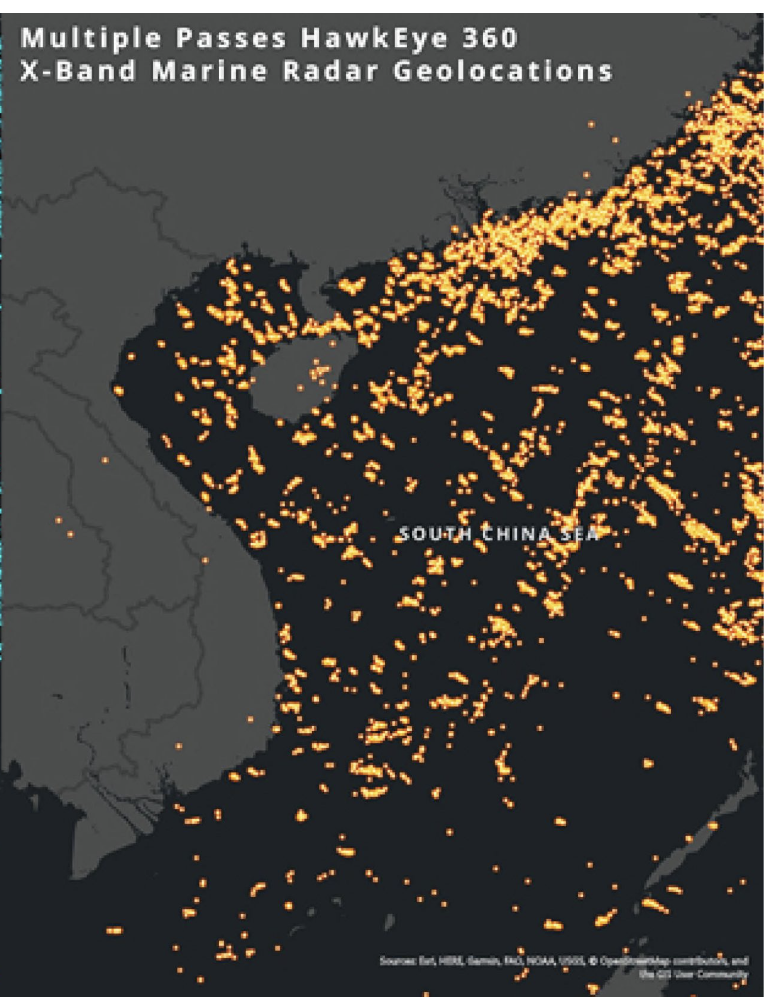 Multiple Passes HawkEye 360
X-Band Marine Radar Geolocations
SOUTH CHINA SEA
Sources: Esri, HERE, Garmin, FAO, NOAA, USGS, © OpenStreetMap contributors, and
the GIS User Community